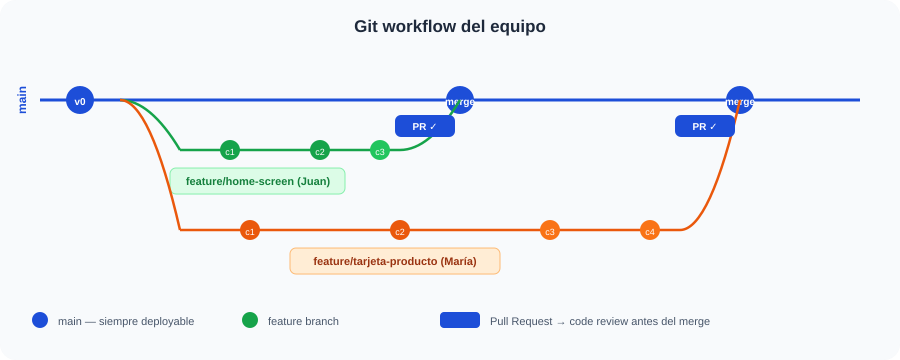 Git workflow del equipo
main
v0
merge
merge
PR ✓
PR ✓
c1
c2
c3
feature/home-screen (Juan)
c1
c2
c3
c4
feature/tarjeta-producto (María)
main — siempre deployable
feature branch
Pull Request → code review antes del merge